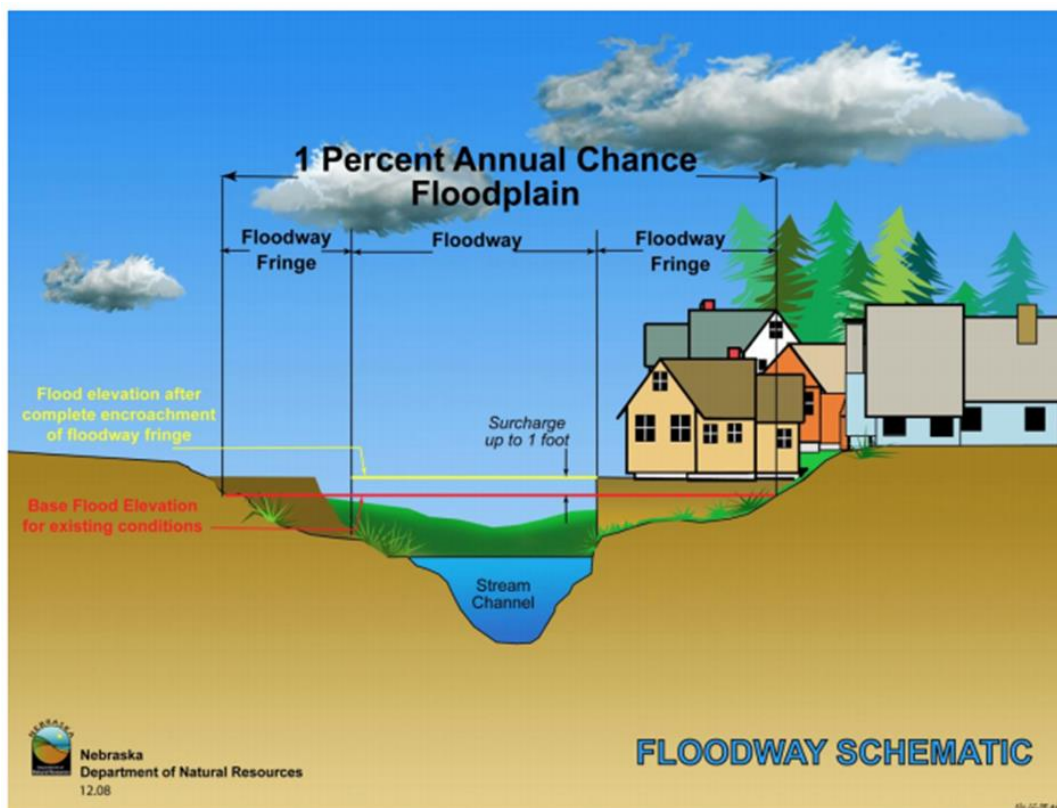 1 Percent Annual Chance
Floodplain
Floodway
Fringe
Floodway
Floodway
Fringe
Flood elevation after
complete encroachment
of floodway fringe
Surcharge
up to 1 foot
Base Flood Elevation
for existing conditions
Stream
Channel
NEBRASKA
Nebraska
Department of Natural Resources
12.08
FLOODWAY SCHEMATIC